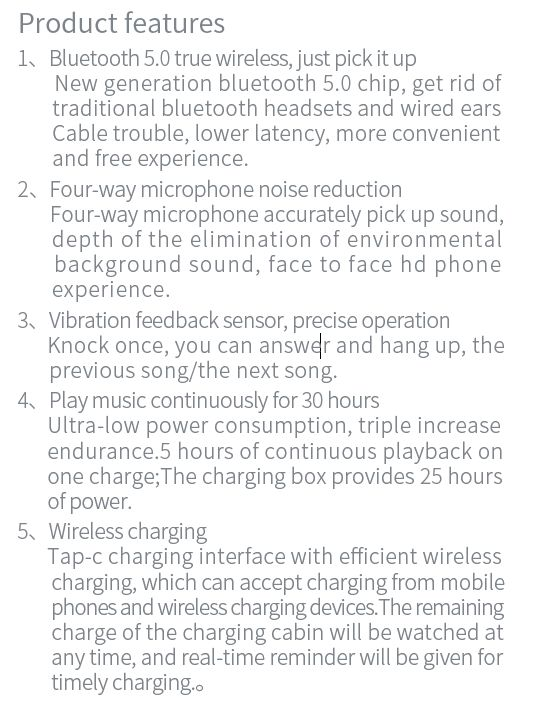 Product features
1、Bluetooth 5.0 true wireless, just pick it up
New generation bluetooth 5.0 chip, get rid of
traditional bluetooth headsets and wired ears
Cable trouble, lower latency, more convenient
and free experience.
2、Four-way microphone noise reduction
Four-way microphone accurately pick up sound,
depth of the elimination of environmental
background sound, face to face hd phone
experience.
3、Vibration feedback sensor, precise operation
Knock once, you can answer and hang up, the
previous song/the next song.
4、Play music continuously for 30 hours
Ultra-low power consumption, triple increase
endurance.5 hours of continuous playback on
one charge;The charging box provides 25 hours
of power.
5、Wireless charging
Tap-c charging interface with efficient wireless
charging, which can accept charging from mobile
phones and wireless charging devices.The remaining
charge of the charging cabin will be watched at
any time, and real-time reminder will be given for
timely charging.。